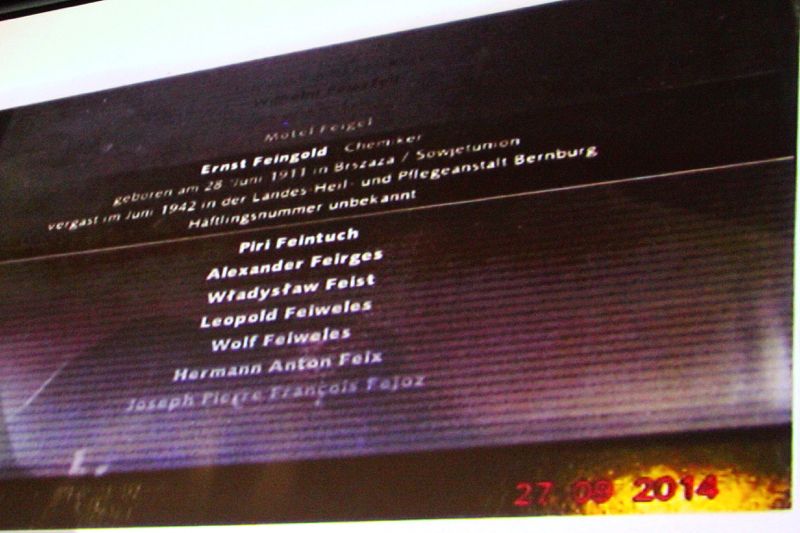 Motel Feigel
Ernst Feingold Chemiker
geboren am 28. Juni 1911 in Brszaza / Sowjetunion
vergast im Juni 1942 in der Landes-Heil- und Pflegeanstalt Bernburg
Häftlingsnummer unbekannt
Piri Feintuch
Alexander Feirges
Władysław Feist
Leopold Feiweles
Wolf Feiweles
Hermann Anton Feix
Joseph Pierre François Fejoz
27 09 2014